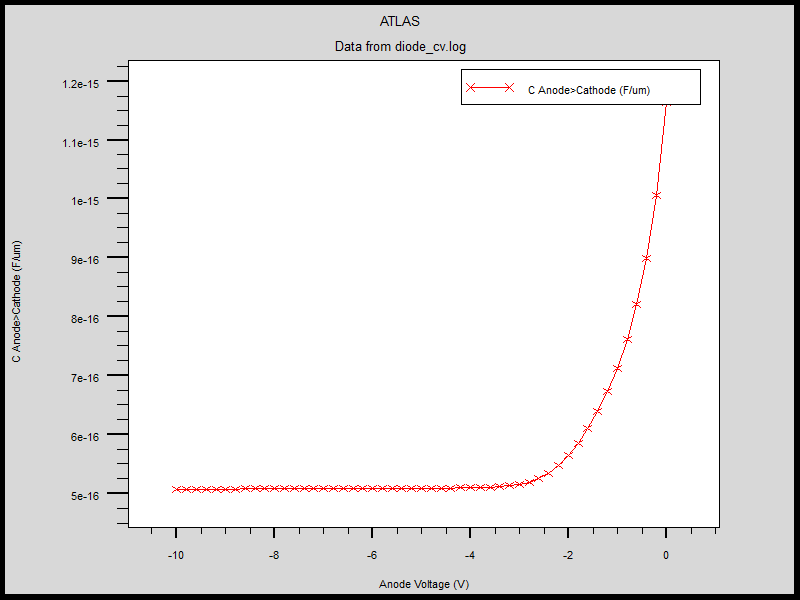 ATLAS
Data from diode_cv.log
C Anode>Cathode (F/um)
1.2e-15
1.1e-15
1e-15
9e-16
8e-16
7e-16
6e-16
5e-16
C Anode>Cathode (F/um)
-10
-8
-6
-4
-2
0
Anode Voltage (V)